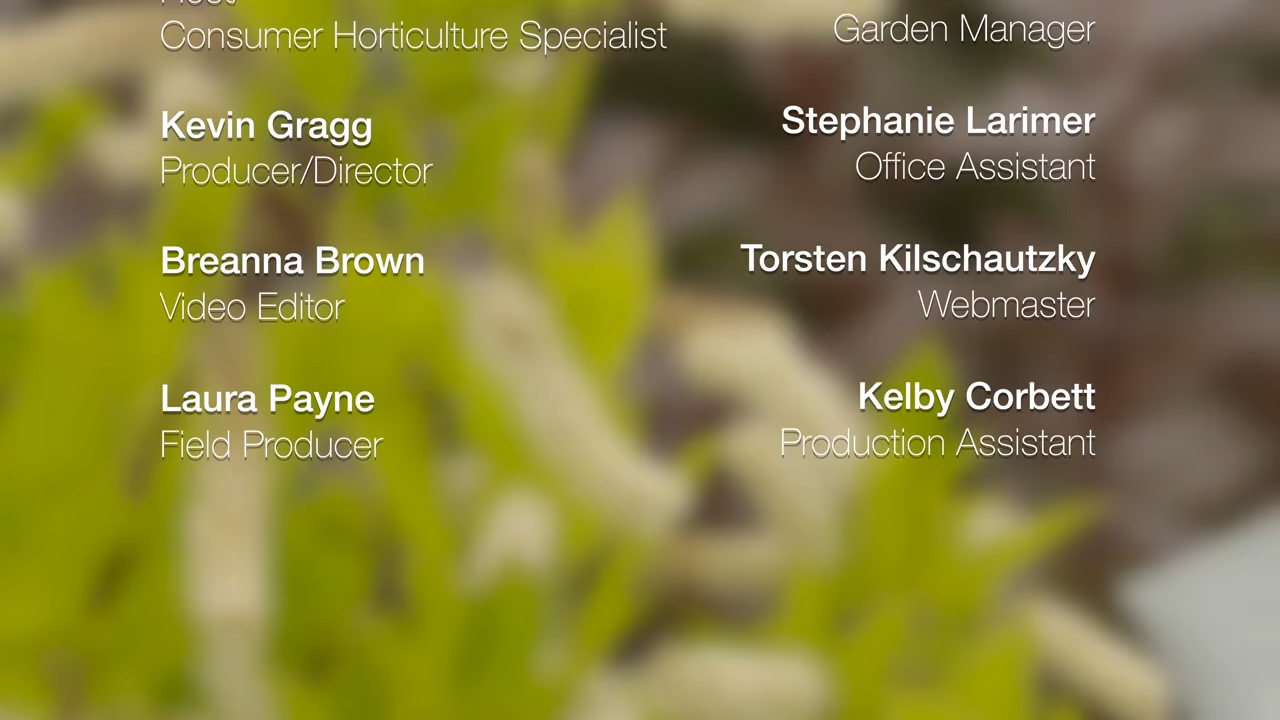 Host/
Consumer Horticulture Specialist
Kevin Gragg
Producer/Director
Breanna Brown
Video Editor
Laura Payne
Field Producer
Garden Manager
Stephanie Larimer
Office Assistant
Torsten Kilschautzky
Webmaster
Kelby Corbett
Production Assistant